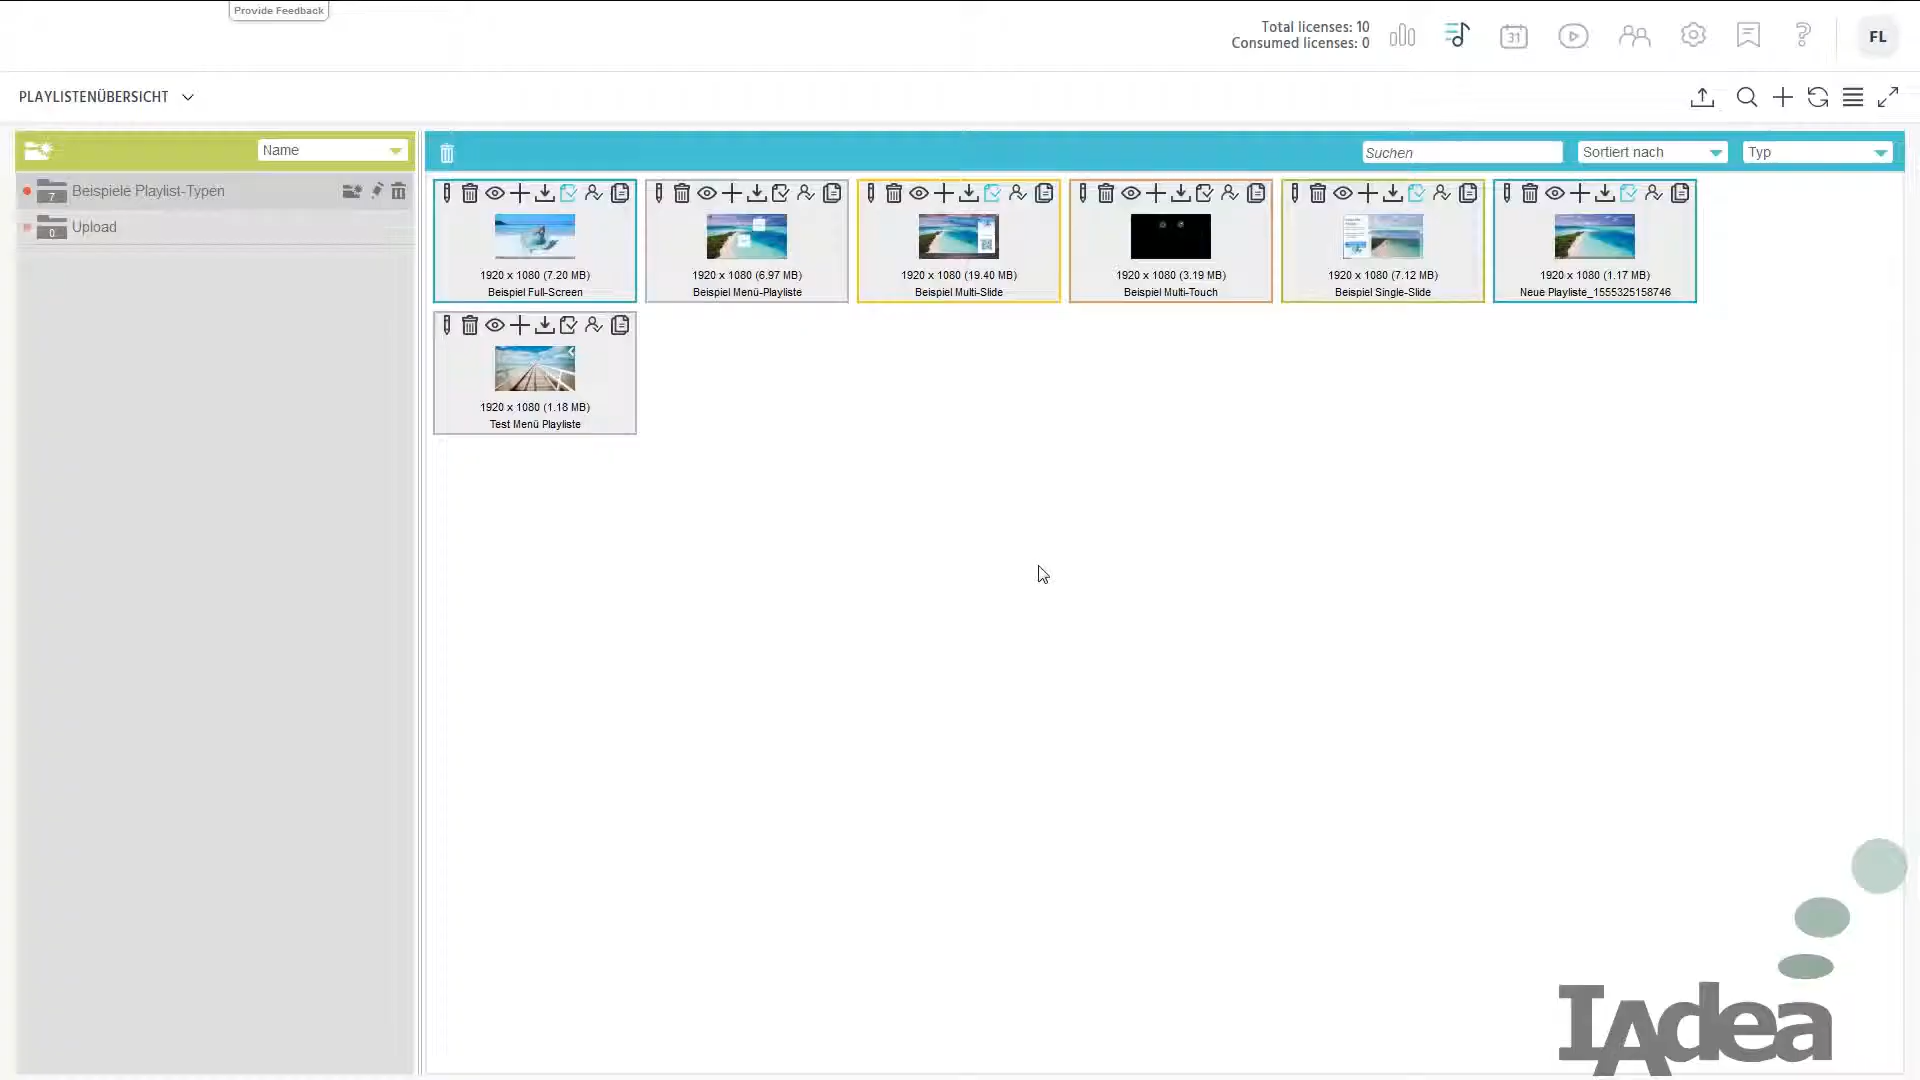 Provide Feedback
Total licenses: 10
Consumed licenses: 0
31
FL
PLAYLISTENÜBERSICHT
Name
Suchen
Sortiert nach
Typ
7
Beispiele Playlist-Typen
0
Upload
1920 x 1080 (7.20 MB)
Beispiel Full-Screen
1920 x 1080 (6.97 MB)
Beispiel Menü-Playliste
1920 x 1080 (19.40 MB)
Beispiel Multi-Slide
1920 x 1080 (3.19 MB)
Beispiel Multi-Touch
1920 x 1080 (7.12 MB)
Beispiel Single-Slide
1920 x 1080 (1.17 MB)
Neue Playliste_1555325158746
1920 x 1080 (1.18 MB)
Test Menü Playliste
IAdea